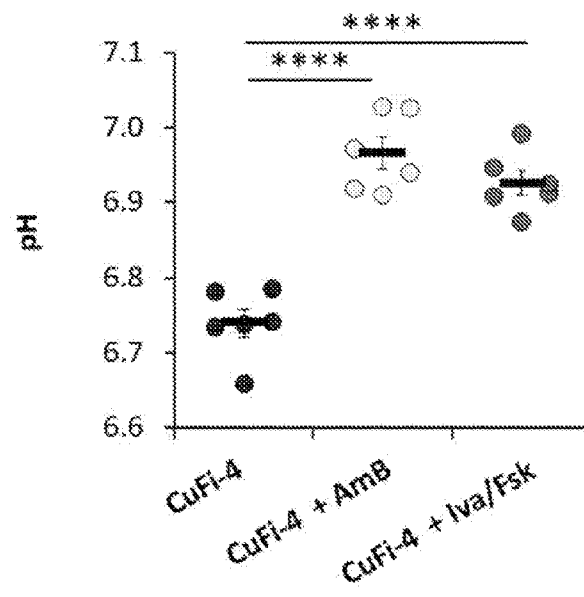 ****
****
7.1
7.0
6.9
6.8
6.7
6.6
pH
CuFi-4
CuFi-4 + AmB
CuFi-4 + Iva/Fsk